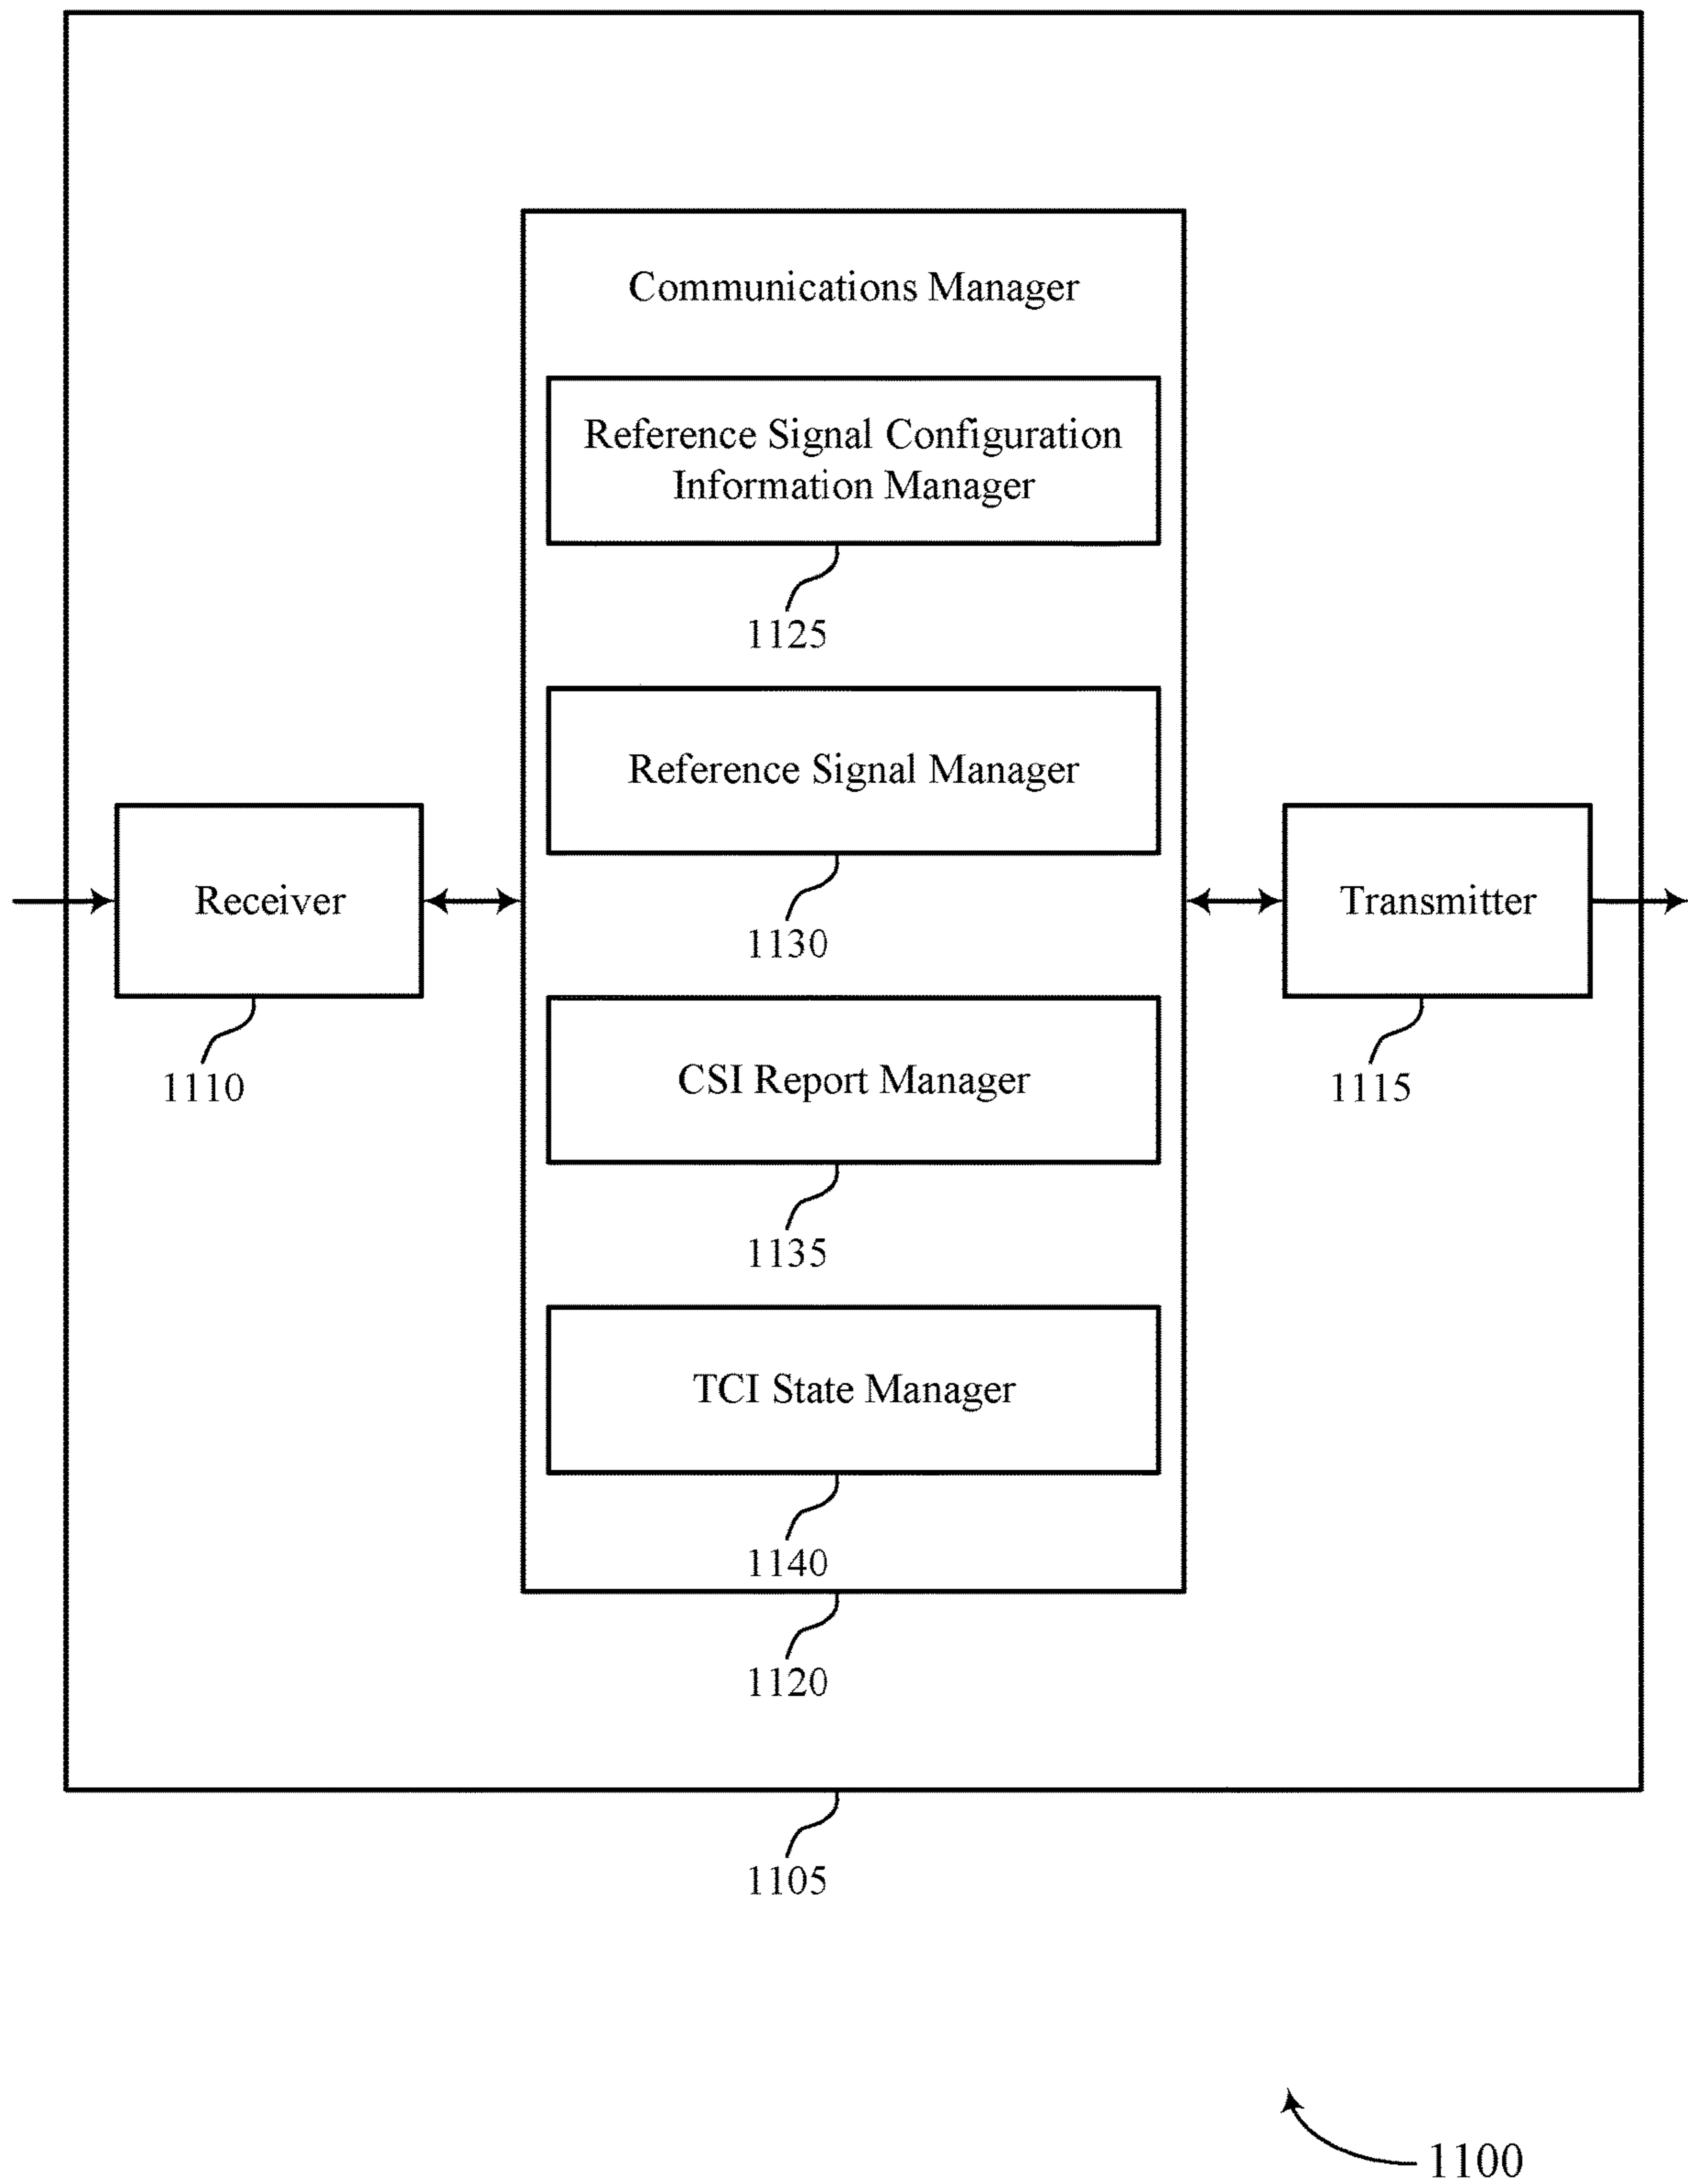 Communications Manager
Reference Signal Configuration
Information Manager
1125
Reference Signal Manager
1130
Receiver
1110
Transmitter
1115
CSI Report Manager
1135
TCI State Manager
1140
1120
1105
1100